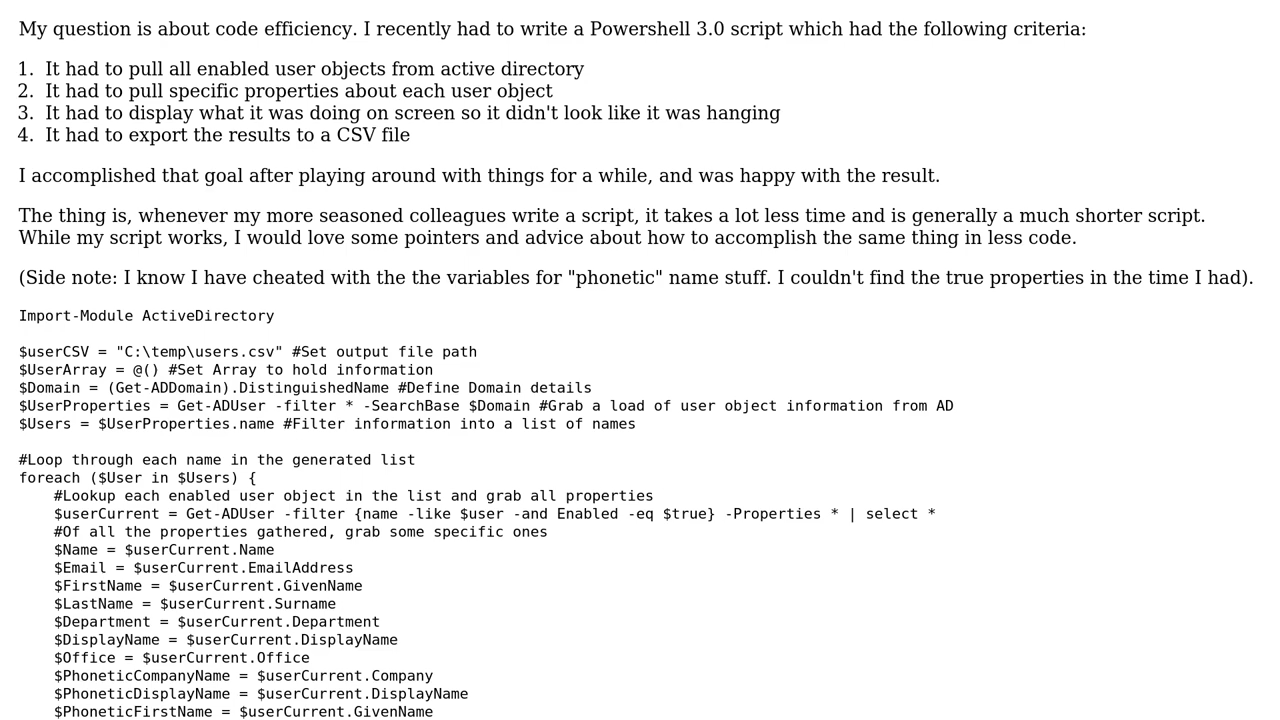 My question is about code efficiency. I recently had to write a Powershell 3.0 script which had the following criteria:
1. It had to pull all enabled user objects from active directory
2. It had to pull specific properties about each user object
3. It had to display what it was doing on screen so it didn't look like it was hanging
4. It had to export the results to a CSV file
I accomplished that goal after playing around with things for a while, and was happy with the result.
The thing is, whenever my more seasoned colleagues write a script, it takes a lot less time and is generally a much shorter script.
While my script works, I would love some pointers and advice about how to accomplish the same thing in less code.
(Side note: I know I have cheated with the the variables for "phonetic" name stuff. I couldn't find the true properties in the time I had).
Import-Module ActiveDirectory
$userCSV = "C:\temp\users.csv" #Set output file path
$UserArray = @() #Set Array to hold information
$Domain = (Get-ADDomain).DistinguishedName #Define Domain details
$UserProperties = Get-ADUser -filter * -SearchBase $Domain #Grab a load of user object information from AD
$Users = $UserProperties.name #Filter information into a list of names
#Loop through each name in the generated list
foreach ($User in $Users) {
    #Lookup each enabled user object in the list and grab all properties
    $userCurrent = Get-ADUser -filter {name -like $user -and Enabled -eq $true} -Properties * | select *
    #Of all the properties gathered, grab some specific ones
    $Name = $userCurrent.Name
    $Email = $userCurrent.EmailAddress
    $FirstName = $userCurrent.GivenName
    $LastName = $userCurrent.Surname
    $Department = $userCurrent.Department
    $DisplayName = $userCurrent.DisplayName
    $Office = $userCurrent.Office
    $PhoneticCompanyName = $userCurrent.Company
    $PhoneticDisplayName = $userCurrent.DisplayName
    $PhoneticFirstName = $userCurrent.GivenName